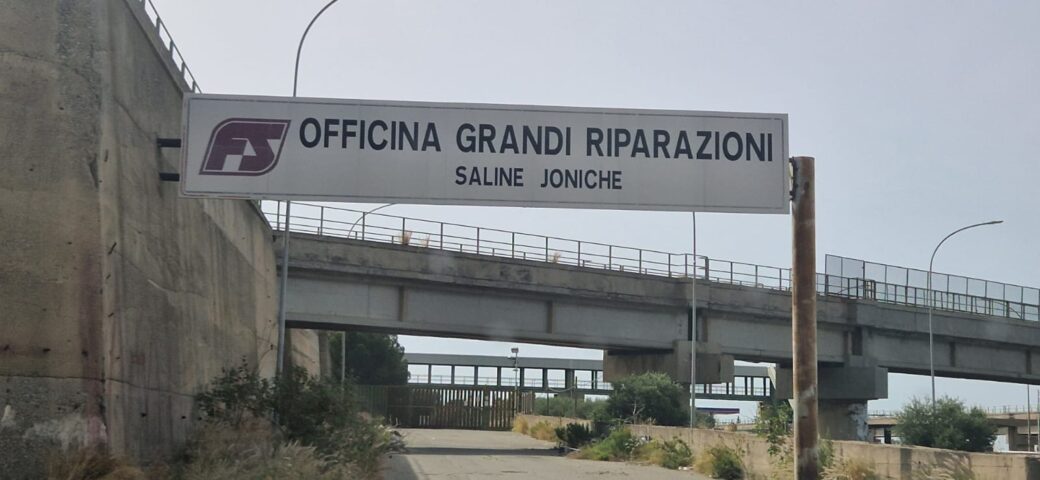 FS OFFICINA GRANDI RIPARAZIONI
SALINE JONICHE